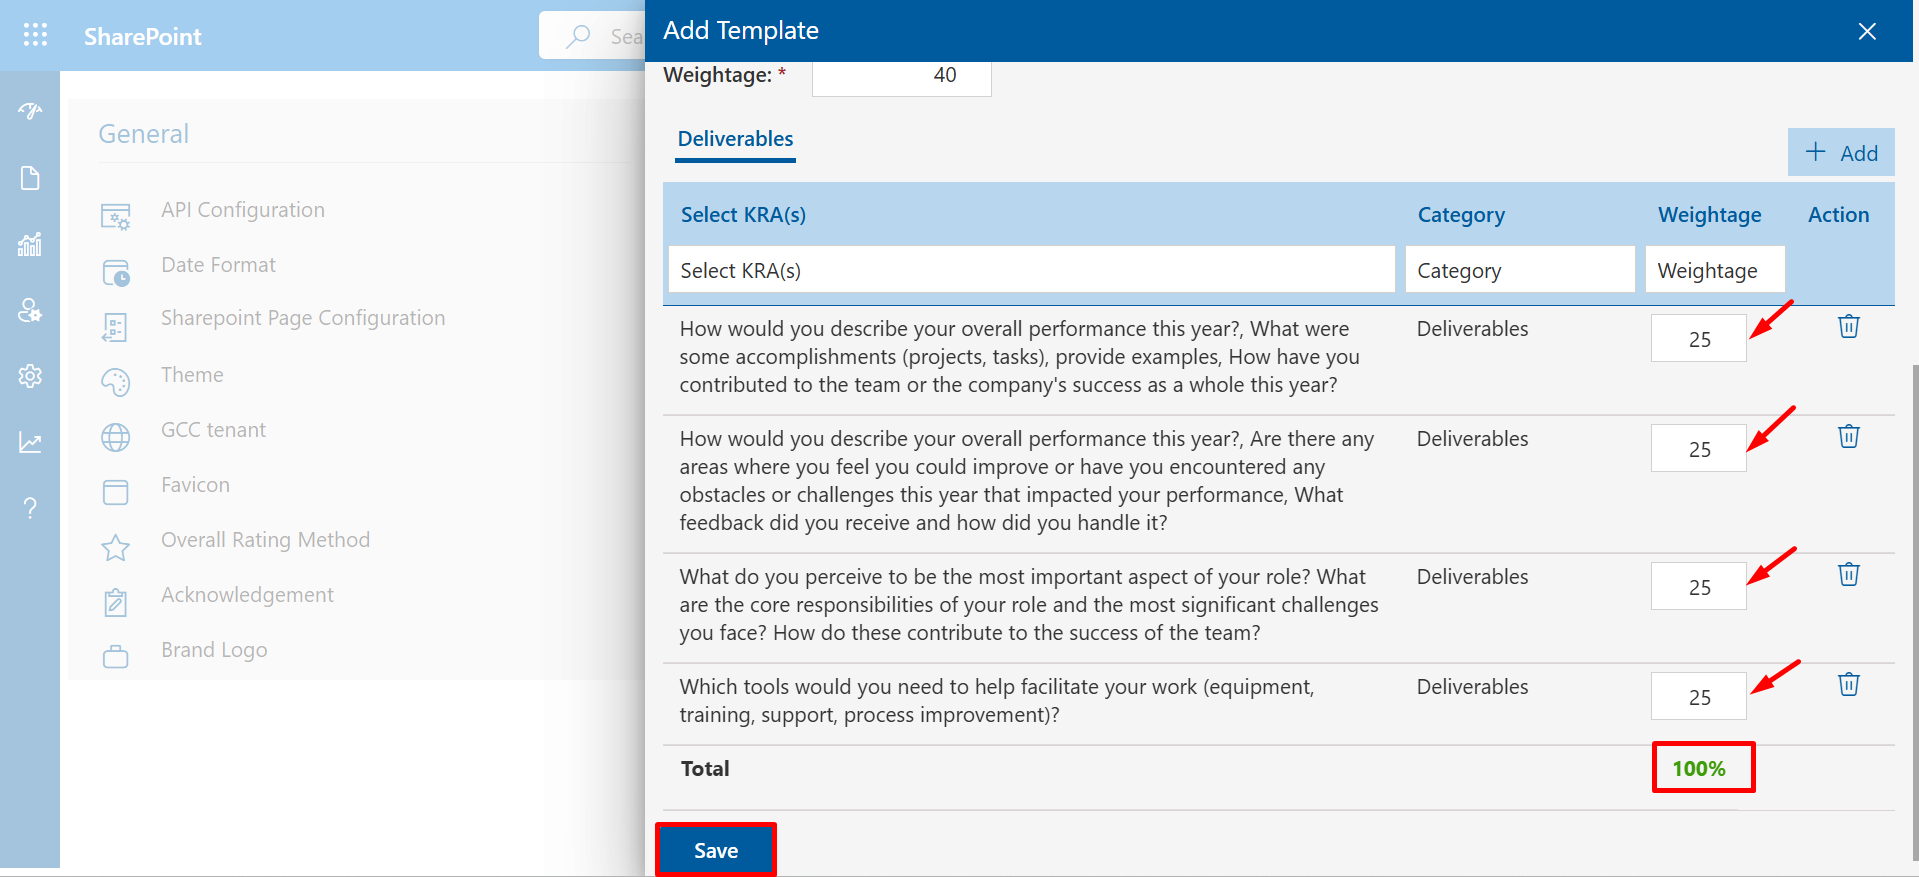 SharePoint
Sea
Add Template
Weightage: *
40
General
API Configuration
Date Format
Sharepoint Page Configuration
Theme
GCC tenant
Favicon
Overall Rating Method
Acknowledgement
Brand Logo
Deliverables
Add
Select KRA(s) Category Weightage Action
Select KRA(s) Category Weightage
How would you describe your overall performance this year?, What were
some accomplishments (projects, tasks), provide examples, How have you
contributed to the team or the company's success as a whole this year?
Deliverables
25
How would you describe your overall performance this year?, Are there any
areas where you feel you could improve or have you encountered any
obstacles or challenges this year that impacted your performance, What
feedback did you receive and how did you handle it?
Deliverables
25
What do you perceive to be the most important aspect of your role? What
are the core responsibilities of your role and the most significant challenges
you face? How do these contribute to the success of the team?
Deliverables
25
Which tools would you need to help facilitate your work (equipment,
training, support, process improvement)?
Deliverables
25
Total 100%
Save